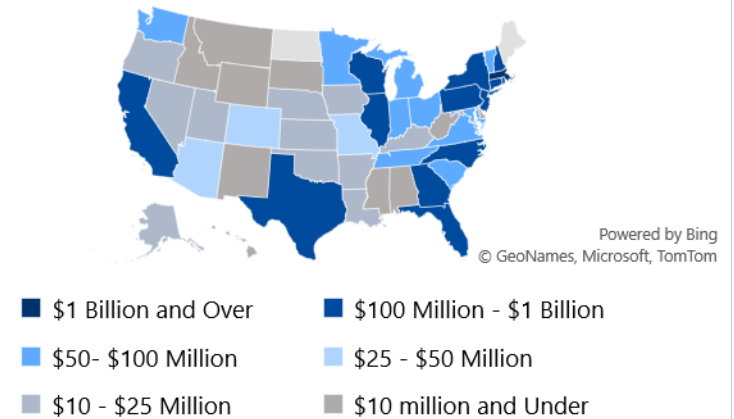 Powered by Bing
© GeoNames, Microsoft, TomTom
$1 Billion and Over
$100 Million - $1 Billion
$50- $100 Million
$25 - $50 Million
$10 - $25 Million
$10 million and Under